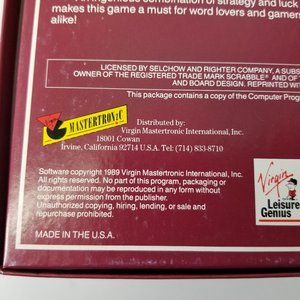 An ingenious combination of strategy and luck
makes this game a must for word lovers and gamers
alike!
LICENSED BY SELCHOW AND RIGHTER COMPANY, A SUBS
OWNER OF THE REGISTERED TRADE MARK SCRABBLE® AND OF T
AND BOARD DESIGN. REPRINTED WIT
This package contains a copy of the Computer Prog
MASTERTRONIC
Distributed by:
Virgin Mastertronic International, Inc.
18001 Cowan
Irvine, California 92714 U.S.A. Tel: (714) 833-8710
Software copyright 1989 Virgin Mastertronic International, Inc.
All rights reserved. No part of this program, packaging or
documentation may be reproduced in any form without
express permission from the publisher.
Unauthorized copying, hiring, lending, or sale and
repurchase prohibited.
MADE IN THE U.S.A.
Virgin
Leisure
Genius